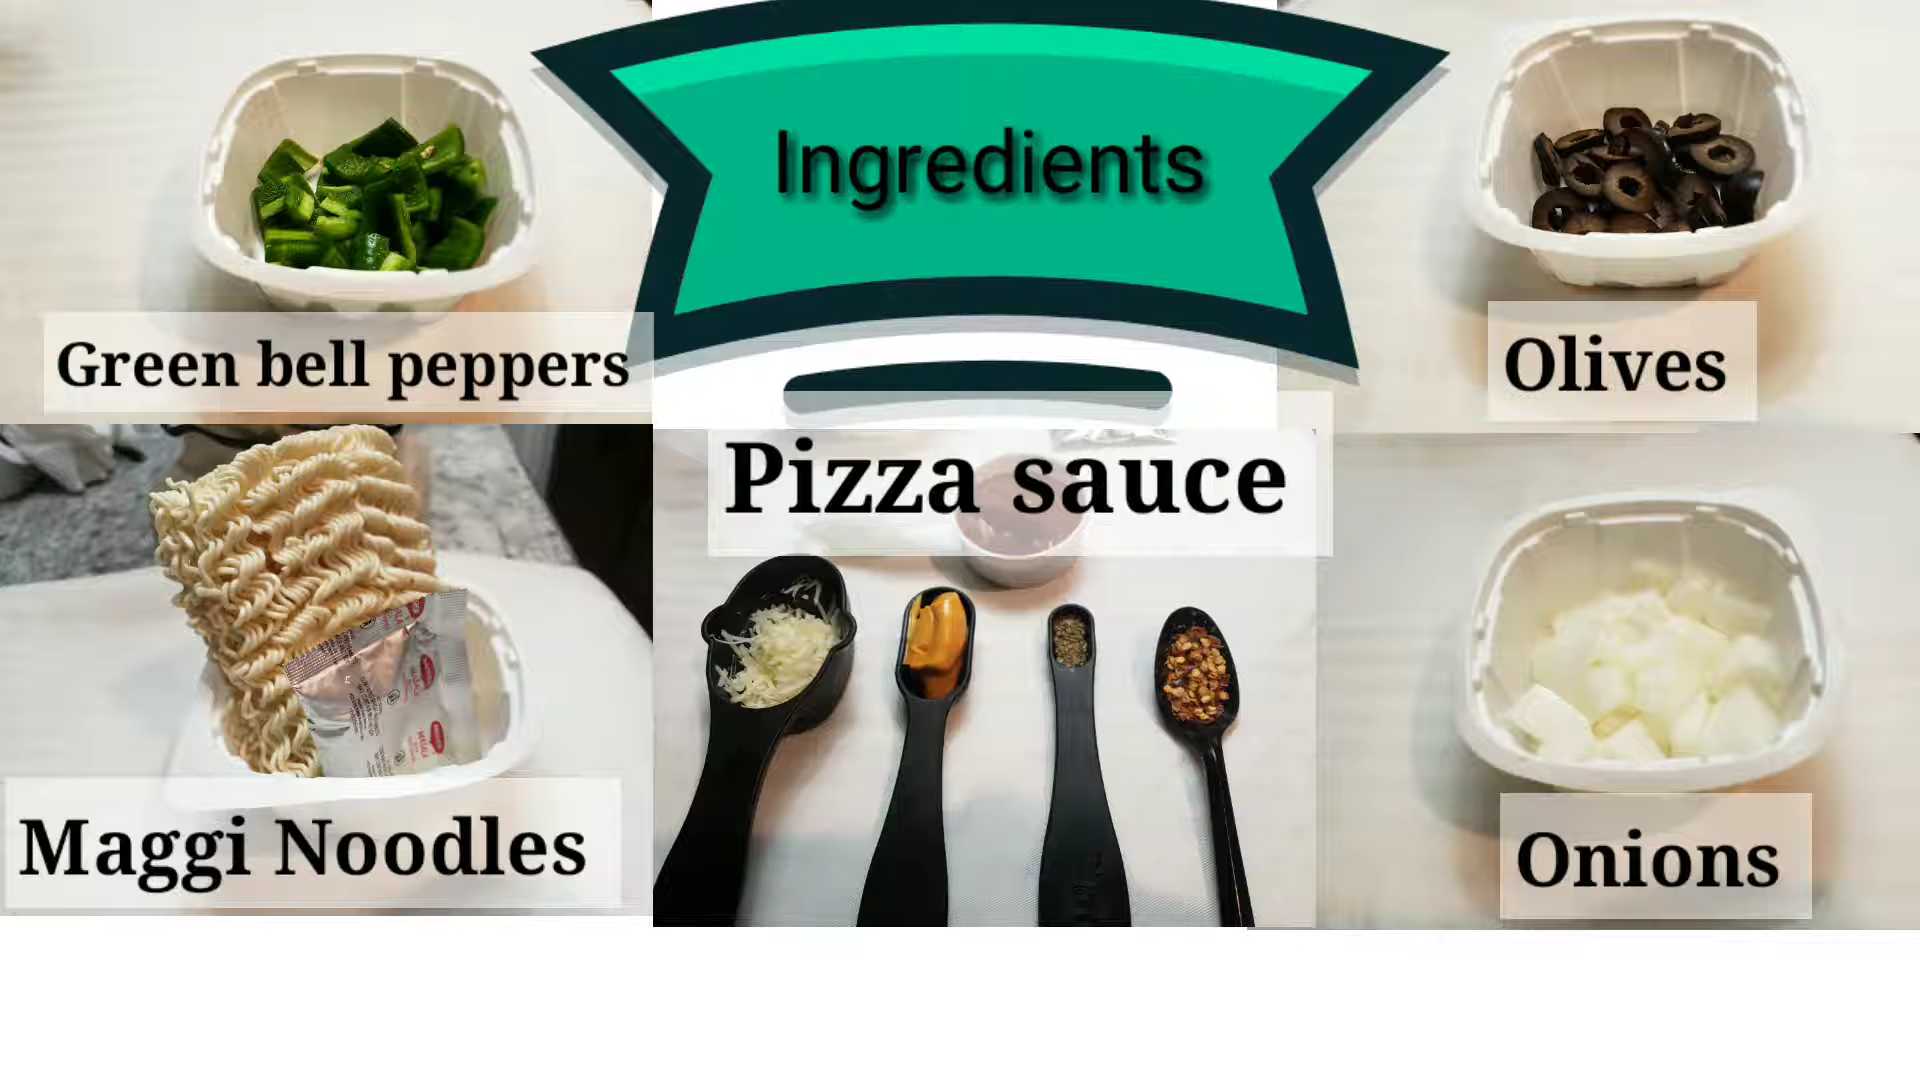 Ingredients
Green bell peppers
Olives
Pizza sauce
Maggi Noodles
Onions